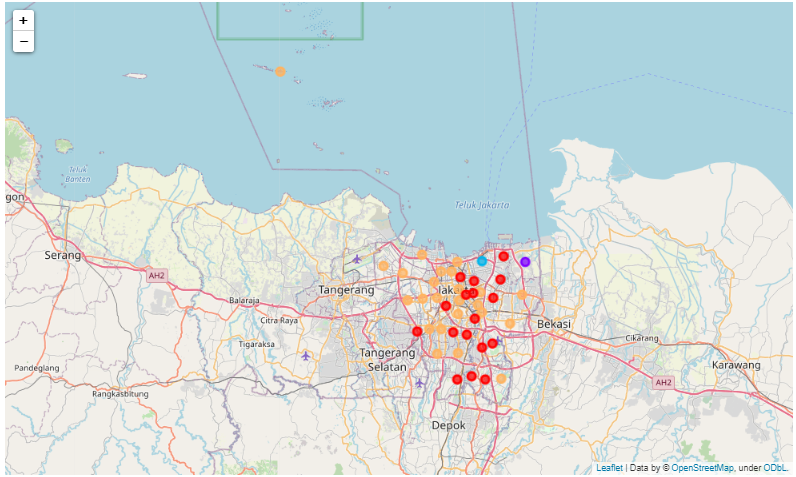 +
−
Teluk
Banten
gon
Teluk Jakarta
Serang
AH2
Tangerang
Jaka
Balaraja
Citra Raya
Bekasi
Tigaraksa
Cikarang
Tangerang
Selatan
Pandeglang
Karawang
AH2
Rangkasbitung
Depok
Leaflet | Data by © OpenStreetMap, under ODbL.